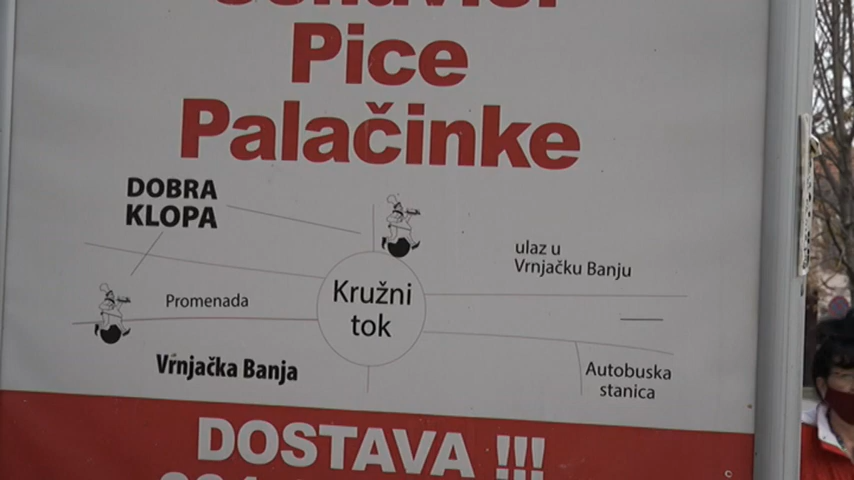 Pice
Palačinke
DOBRA
KLOPA
ulaz u
Vrnjačku Banju
Promenada
Kružni
tok
Vrnjačka Banja
Autobuska
stanica
DOSTAVA !!!